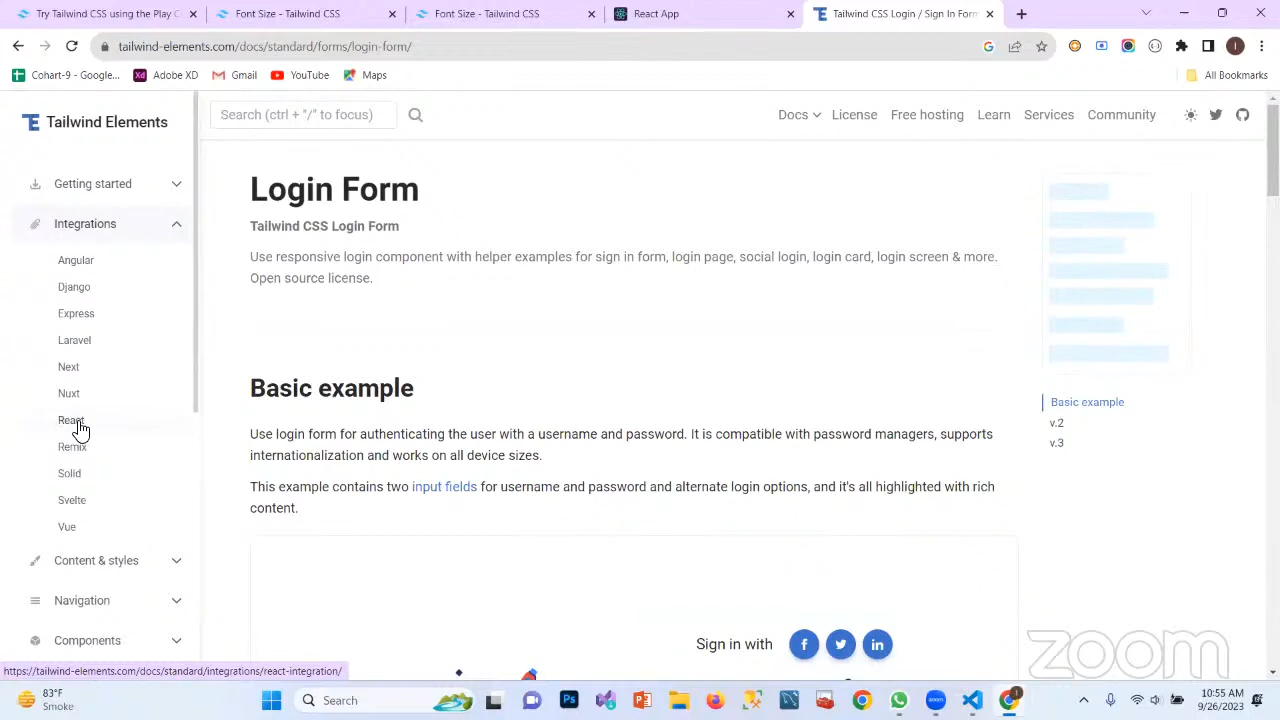 Try Tailwind CSS using the Play C
Font Size - Tailwind CSS
Font Size - Tailwind CSS
React App
Tailwind CSS Login / Sign In Form
tailwind-elements.com/docs/standard/forms/login-form/
Cohart-9 - Google...
Adobe XD
Gmail
YouTube
Maps
All Bookmarks
Tailwind Elements
Search (ctrl + "/" to focus)
Docs
License
Free hosting
Learn
Services
Community
Getting started
Integrations
Angular
Django
Express
Laravel
Next
Nuxt
React
Remix
Solid
Svelte
Vue
Content & styles
Navigation
Components
Login Form
Tailwind CSS Login Form
Use responsive login component with helper examples for sign in form, login page, social login, login card, login screen & more.
Open source license.
Basic example
Use login form for authenticating the user with a username and password. It is compatible with password managers, supports
internationalization and works on all device sizes.
This example contains two input fields for username and password and alternate login options, and it's all highlighted with rich
content.
Sign in with
Basic example
v.2
v.3
zoom
https://tailwind-elements.com/docs/standard/integrations/react-integration/
83°F
Smoke
Search
10:55 AM
9/26/2023